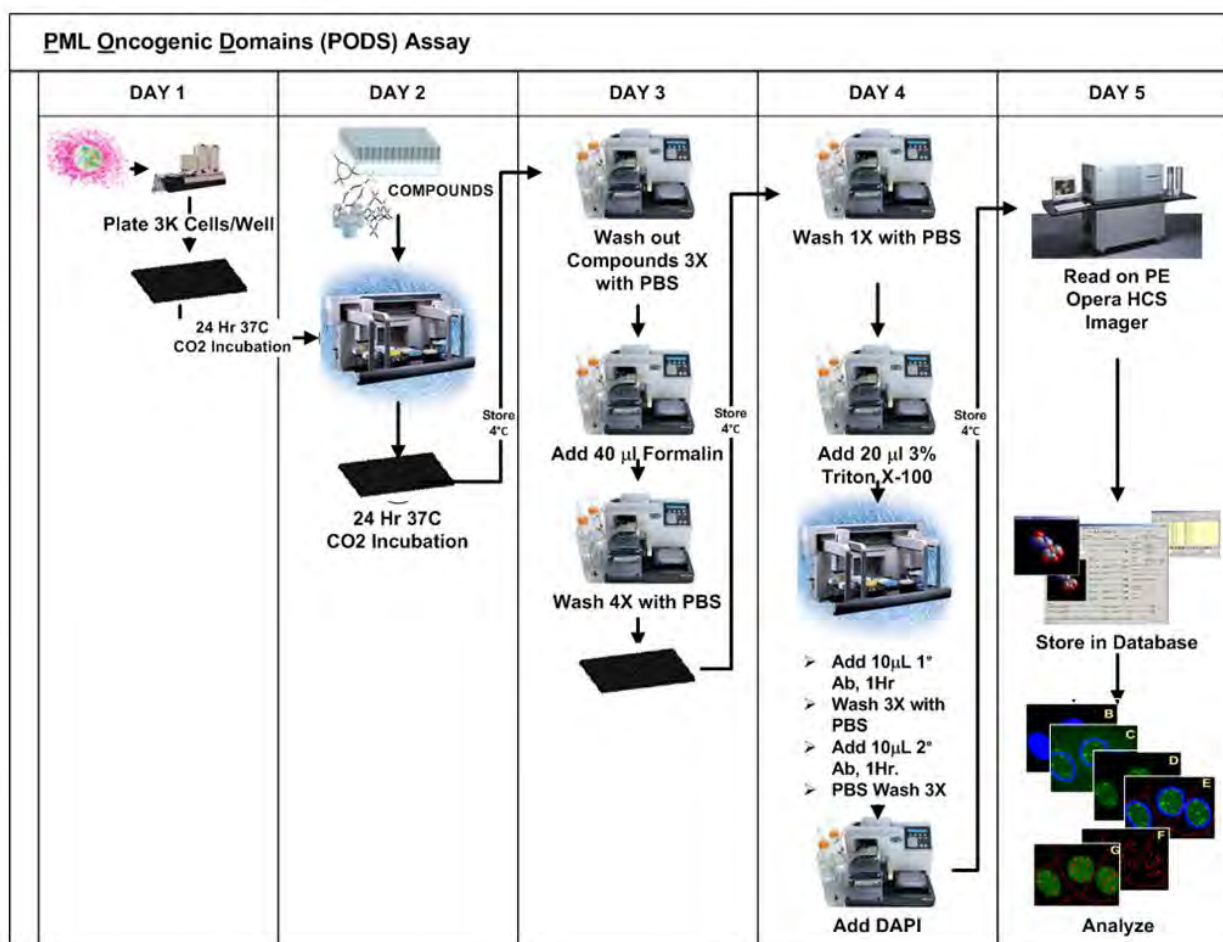 PML Oncogenic Domains (PODS) Assay
DAY 1
DAY 2
DAY 3
DAY 4
DAY 5
Plate 3K Cells/Well
24 Hr 37C
CO2 Incubation
COMPOUNDS
24 Hr 37C
CO2 Incubation
Store
4°C
Wash out
Compounds 3X
with PBS
Add 40 µl Formalin
Wash 4X with PBS
Store
4°C
Wash 1X with PBS
Add 20 µl 3%
Triton X-100
➢ Add 10µL 1°
Ab, 1Hr
➢ Wash 3X with
PBS
➢ Add 10µL 2°
Ab, 1Hr.
➢ PBS Wash 3X
Add DAPI
Store
4°C
Read on PE
Opera HCS
Imager
Store in Database
B
C
D
E
F
G
Analyze